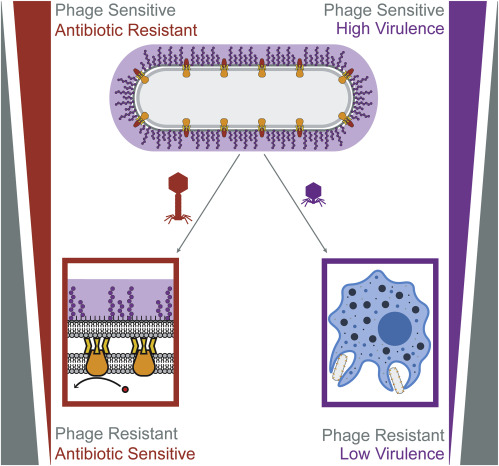 Phage Sensitive
Antibiotic Resistant
Phage Sensitive
High Virulence
Phage Resistant
Antibiotic Sensitive
Phage Resistant
Low Virulence